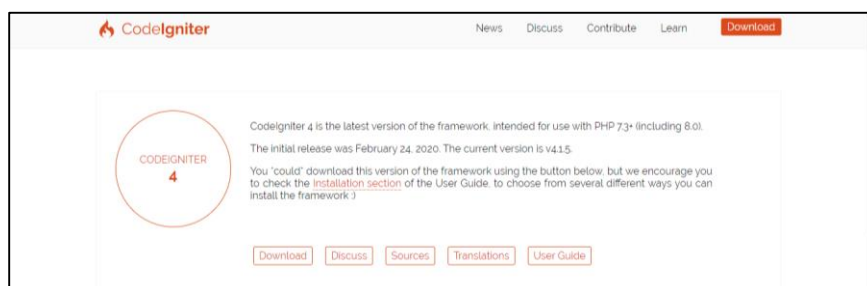 CodeIgniter
News Discuss Contribute Learn Download
CODEIGNITER
4
CodeIgniter 4 is the latest version of the framework, intended for use with PHP 7.3+ (including 8.0).
The initial release was February 24, 2020. The current version is v4.1.5.
You "could" download this version of the framework using the button below, but we encourage you
to check the Installation section of the User Guide, to choose from several different ways you can
install the framework :)
Download Discuss Sources Translations User Guide